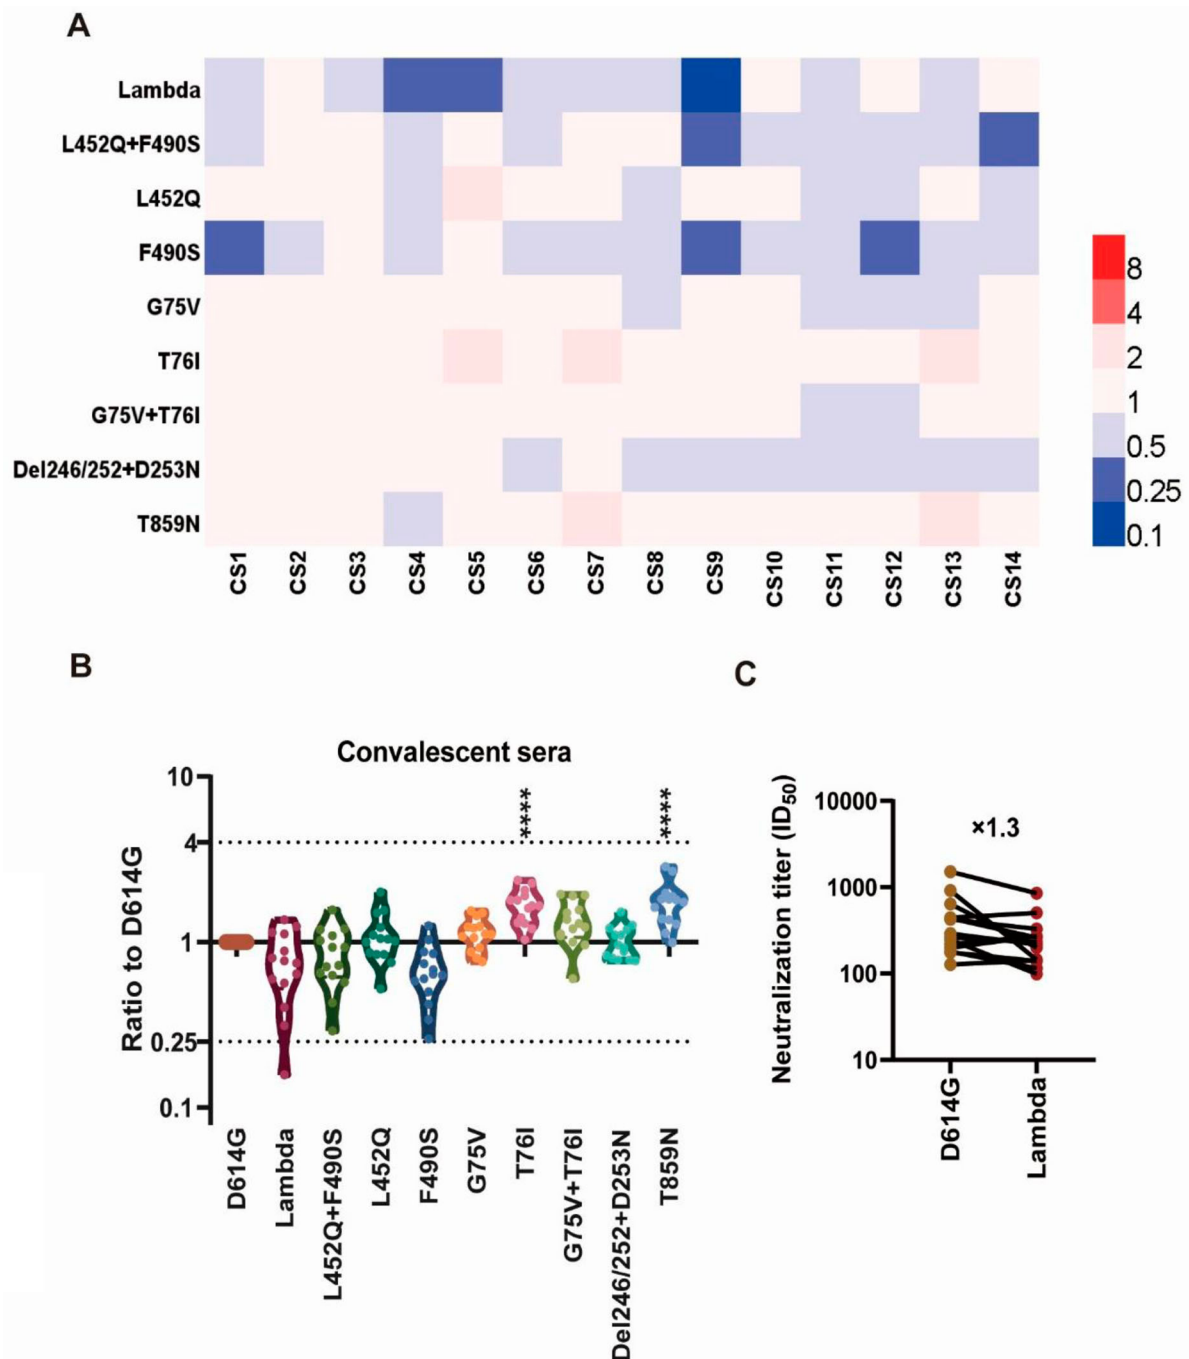 A
Lambda
L452Q+F490S
L452Q
F490S
G75V
T76I
G75V+T76I
Del246/252+D253N
T859N
8
4
2
1
0.5
0.25
0.1
CS1 CS2 CS3 CS4 CS5 CS6 CS7 CS8 CS9 CS10 CS11 CS12 CS13 CS14
B
Convalescent sera
Ratio to D614G
10
4
1
0.25
0.1
****
****
D614G Lambda L452Q+F490S L452Q F490S G75V T76I G75V+T76I Del246/252+D253N T859N
C
Neutralization titer (ID50)
10000
1000
100
10
×1.3
D614G Lambda